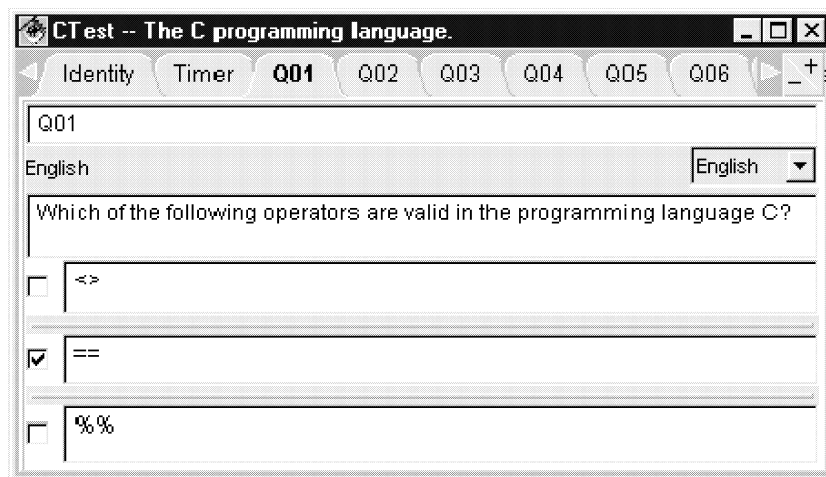 CTest -- The C programming language.
Identity Timer Q01 Q02 Q03 Q04 Q05 Q06
Q01
English English
Which of the following operators are valid in the programming language C?
<>
==
%%